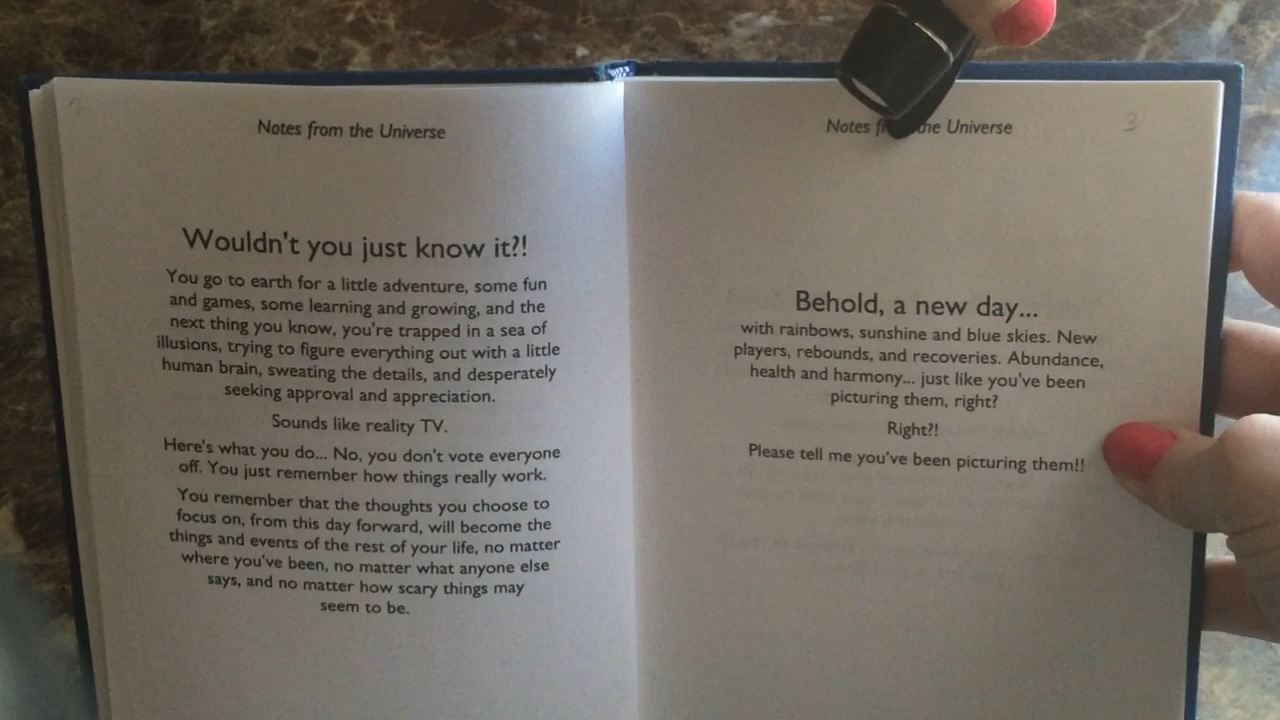 Notes from the Universe
Wouldn't you just know it?!
You go to earth for a little adventure, some fun
and games, some learning and growing, and the
next thing you know, you're trapped in a sea of
illusions, trying to figure everything out with a little
human brain, sweating the details, and desperately
seeking approval and appreciation.
Sounds like reality TV.
Here's what you do... No, you don't vote everyone
off. You just remember how things really work.
You remember that the thoughts you choose to
focus on, from this day forward, will become the
things and events of the rest of your life, no matter
where you've been, no matter what anyone else
says, and no matter how scary things may
seem to be.
Notes the Universe
3
Behold, a new day...
with rainbows, sunshine and blue skies. New
players, rebounds, and recoveries. Abundance,
health and harmony... just like you've been
picturing them, right?
Right?!
Please tell me you've been picturing them!!